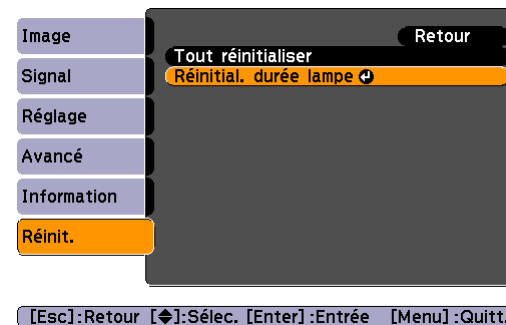 Image
Signal
Réglage
Avancé
Information
Réinit.
Retour
Tout réinitialiser
Réinitial. durée lampe
[Esc]:Retour [◆]:Sélec. [Enter]:Entrée [Menu]:Quitt.